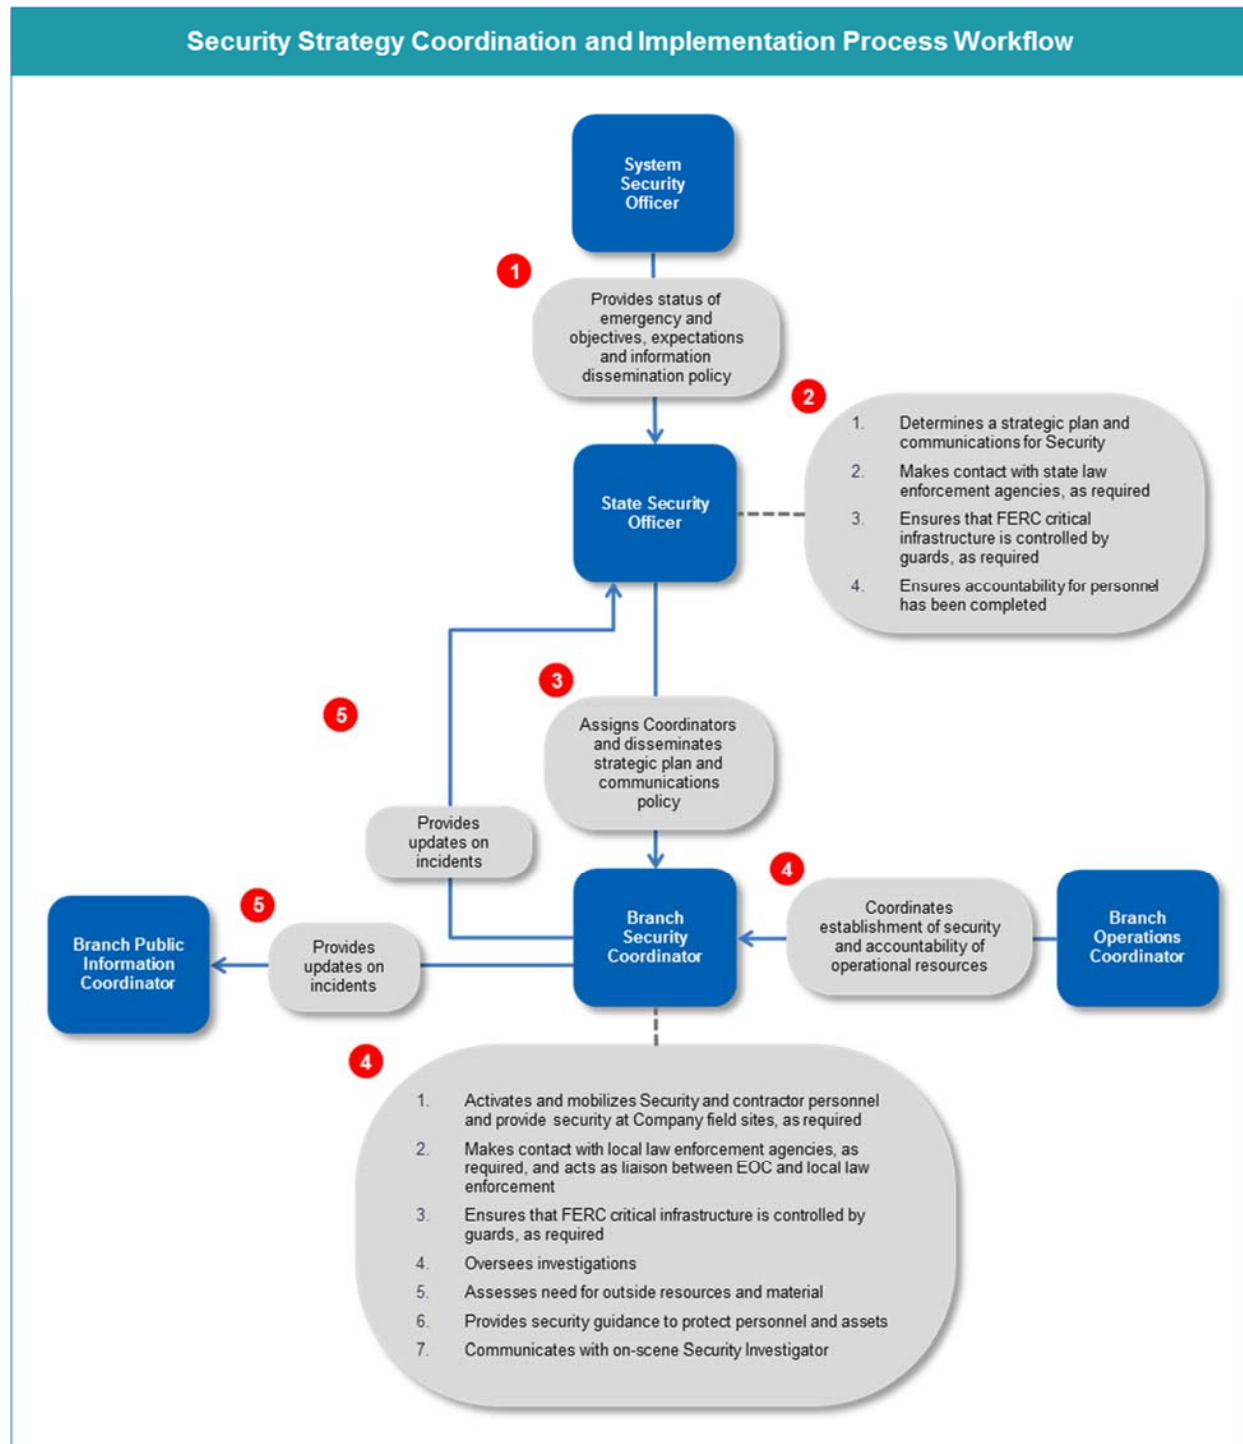 Security Strategy Coordination and Implementation Process Workflow
System
Security
Officer
1
Provides status of
emergency and
objectives, expectations
and information
dissemination policy
2
1. Determines a strategic plan and
communications for Security
2. Makes contact with state law
enforcement agencies, as required
3. Ensures that FERC critical
infrastructure is controlled by
guards, as required
4. Ensures accountability for personnel
has been completed
State Security
Officer
3
Assigns Coordinators
and disseminates
strategic plan and
communications
policy
5
Provides
updates on
incidents
4
Coordinates
establishment of security
and accountability of
operational resources
Branch
Operations
Coordinator
Branch
Security
Coordinator
5
Provides
updates on
incidents
Branch Public
Information
Coordinator
4
1. Activates and mobilizes Security and contractor personnel
and provide security at Company field sites, as required
2. Makes contact with local law enforcement agencies, as
required, and acts as liaison between EOC and local law
enforcement
3. Ensures that FERC critical infrastructure is controlled by
guards, as required
4. Oversees investigations
5. Assesses need for outside resources and material
6. Provides security guidance to protect personnel and assets
7. Communicates with on-scene Security Investigator